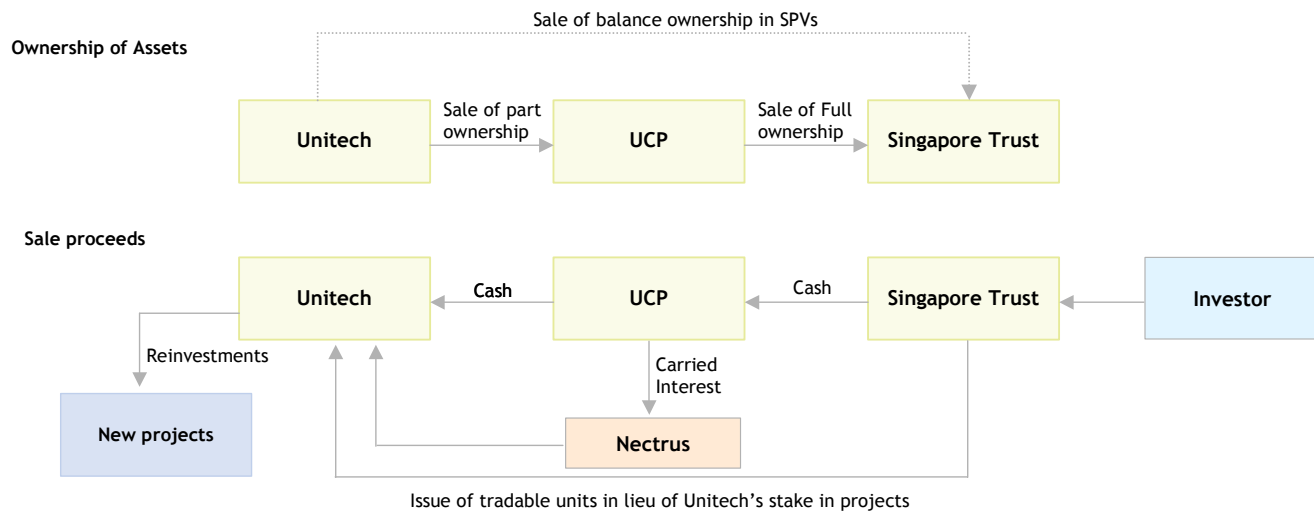 Sale of balance ownership in SPVs
Ownership of Assets
Unitech
Sale of part
ownership
UCP
Sale of Full
ownership
Singapore Trust
Sale proceeds
Unitech
Cash
UCP
Cash
Singapore Trust
Investor
Reinvestments
Carried
Interest
New projects
Nectrus
Issue of tradable units in lieu of Unitech’s stake in projects